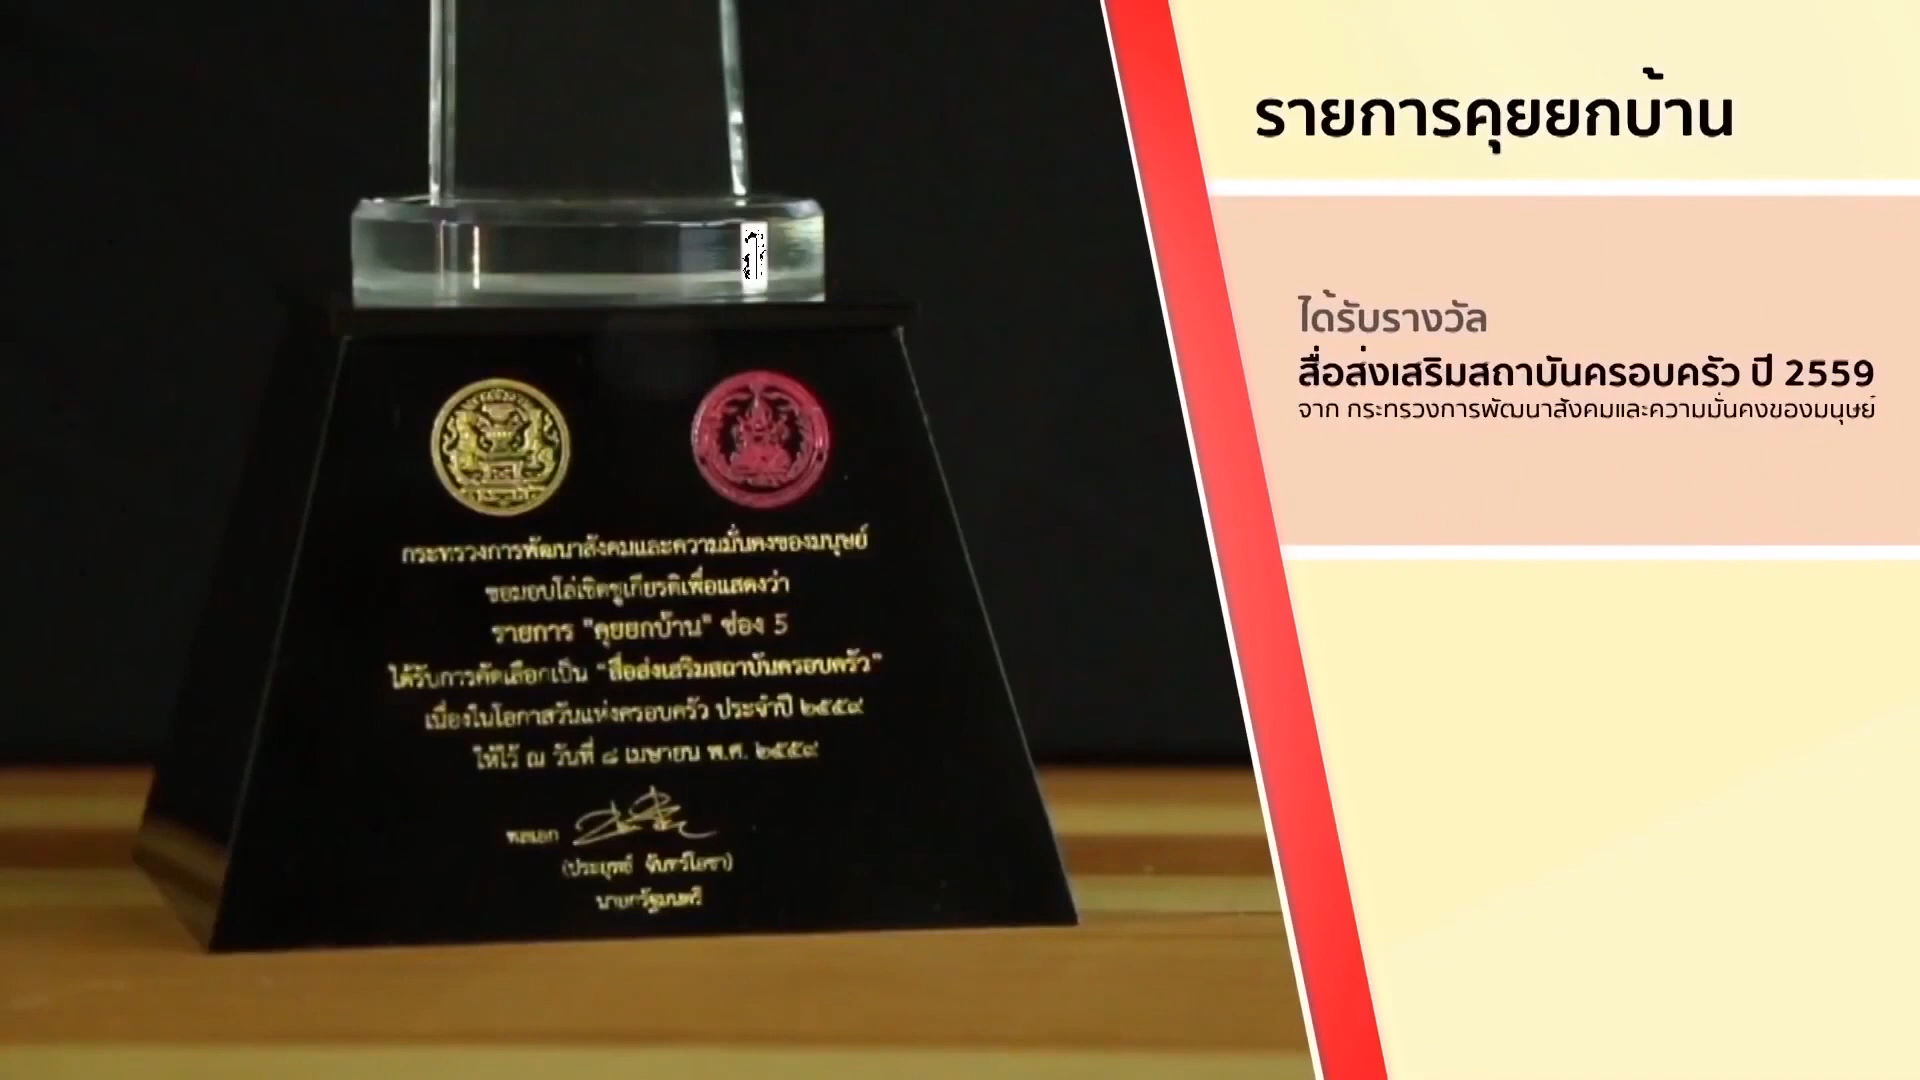 รายการคุยยกบ้าน
ได้รับรางวัล
สื่อส่งเสริมสถาบันครอบครัว ปี 2559
จาก กระทรวงการพัฒนาสังคมและความมั่นคงของมนุษย์
กระทรวงการพัฒนาสังคมและความมั่นคงของมนุษย์
ขอมอบโล่เชิดชูเกียรติเพื่อแสดงว่า
รายการ "คุยยกบ้าน" ช่อง 5
ได้รับการคัดเลือกเป็น "สื่อส่งเสริมสถาบันครอบครัว"
เนื่องในโอกาสวันแห่งครอบครัว ประจำปี ๒๕๕๙
ให้ไว้ ณ วันที่ ๘ เมษายน พ.ศ. ๒๕๕๙
พลเอก
(ประยุทธ์ จันทร์โอชา)
นายกรัฐมนตรี